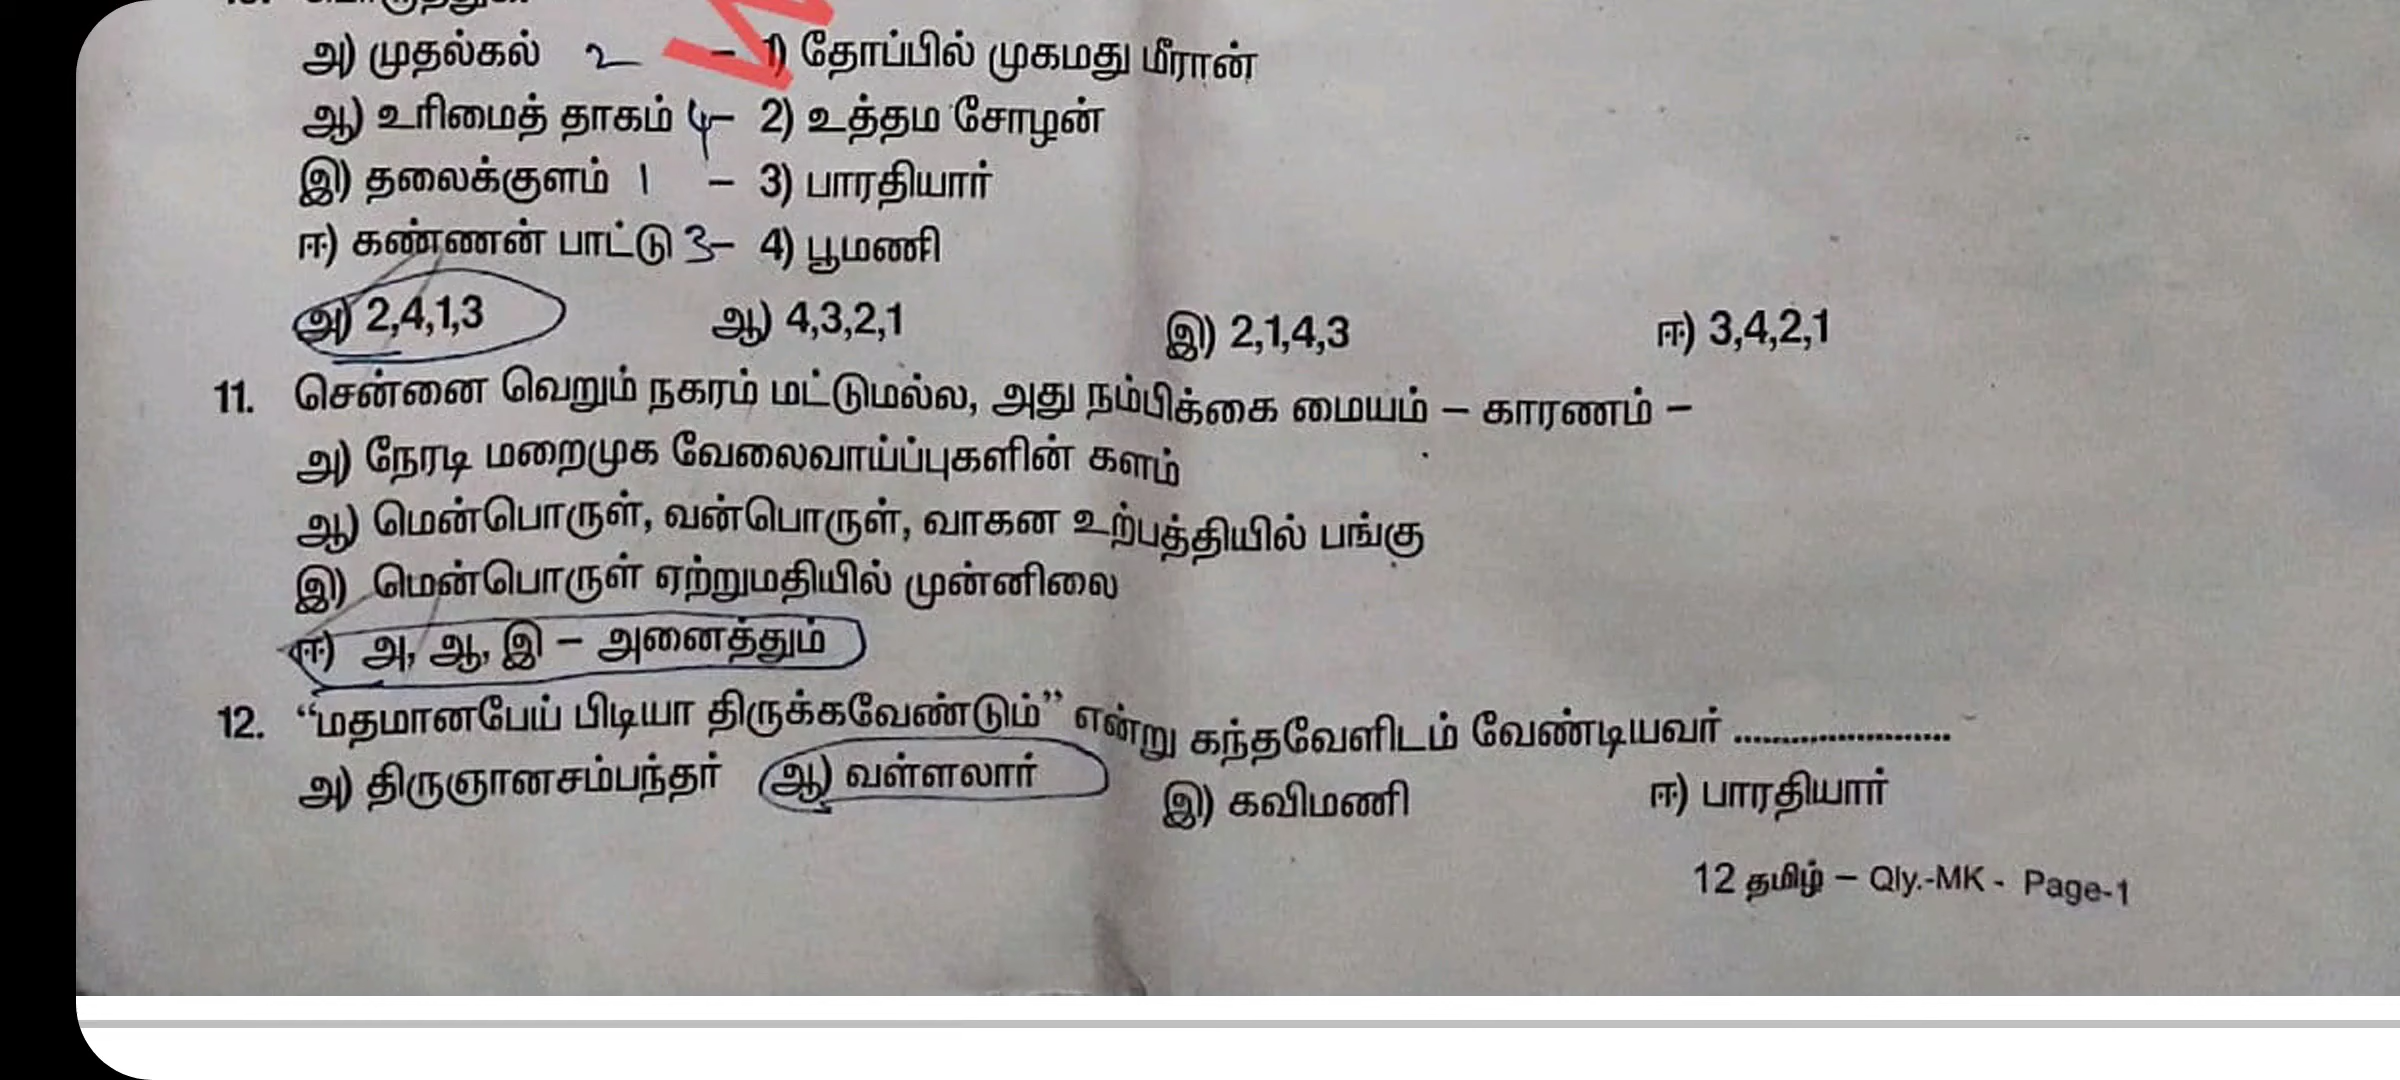 அ) முதல்கல் 2 – 1) தோப்பில் முகமது மீரான்
ஆ) உரிமைத் தாகம் 4 – 2) உத்தம சோழன்
இ) தலைக்குளம் 1 – 3) பாரதியார்
ஈ) கண்ணன் பாட்டு 3 – 4) பூமணி
அ) 2,4,1,3 ஆ) 4,3,2,1 இ) 2,1,4,3 ஈ) 3,4,2,1
11. சென்னை வெறும் நகரம் மட்டுமல்ல, அது நம்பிக்கை மையம் – காரணம் –
அ) நேரடி மறைமுக வேலைவாய்ப்புகளின் களம்
ஆ) மென்பொருள், வன்பொருள், வாகன உற்பத்தியில் பங்கு
இ) மென்பொருள் ஏற்றுமதியில் முன்னிலை
ஈ) அ, ஆ, இ – அனைத்தும்
12. “மதமானபேய் பிடியா திருக்கவேண்டும்” என்று கந்தவேளிடம் வேண்டியவர் ........................
அ) திருஞானசம்பந்தர் ஆ) வள்ளலார் இ) கவிமணி ஈ) பாரதியார்
12 தமிழ் – Qly.-MK - Page-1